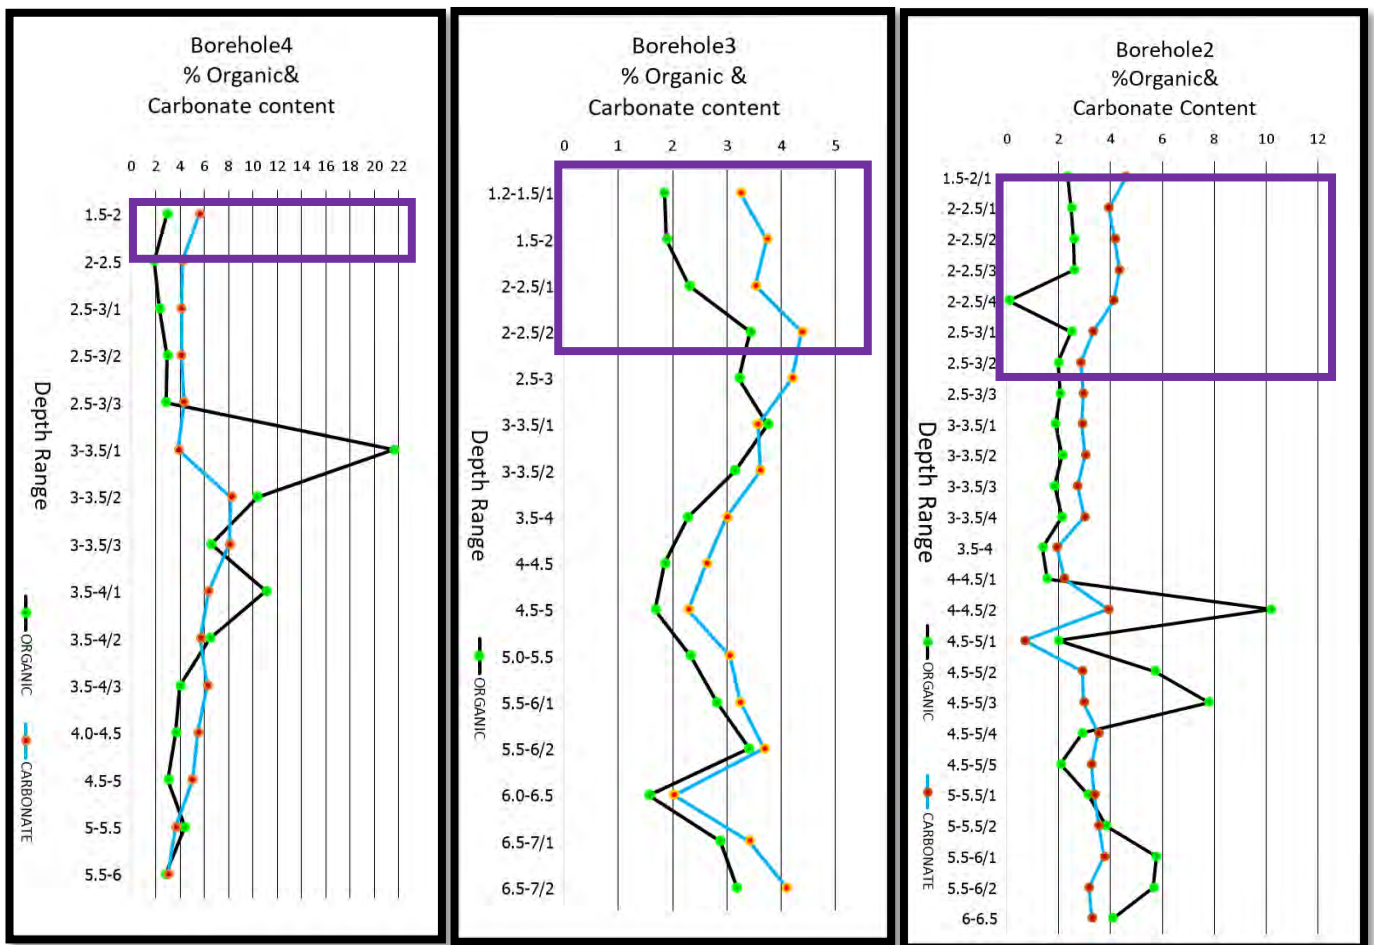 Borehole4
% Organic&
Carbonate content
0 2 4 6 8 10 12 14 16 18 20 22
1.5-2
2-2.5
2.5-3/1
2.5-3/2
2.5-3/3
3-3.5/1
3-3.5/2
3-3.5/3
3.5-4/1
3.5-4/2
3.5-4/3
4.0-4.5
4.5-5
5-5.5
5.5-6
Depth Range
ORGANIC
CARBONATE
Borehole3
% Organic &
Carbonate content
0 1 2 3 4 5
1.2-1.5/1
1.5-2
2-2.5/1
2-2.5/2
2.5-3
3-3.5/1
3-3.5/2
3.5-4
4-4.5
4.5-5
5.0-5.5
5.5-6/1
5.5-6/2
6.0-6.5
6.5-7/1
6.5-7/2
Depth Range
ORGANIC
Borehole2
%Organic&
Carbonate Content
0 2 4 6 8 10 12
1.5-2/1
2-2.5/1
2-2.5/2
2-2.5/3
2-2.5/4
2.5-3/1
2.5-3/2
2.5-3/3
3-3.5/1
3-3.5/2
3-3.5/3
3-3.5/4
3.5-4
4-4.5/1
4-4.5/2
4.5-5/1
4.5-5/2
4.5-5/3
4.5-5/4
4.5-5/5
5-5.5/1
5-5.5/2
5.5-6/1
5.5-6/2
6-6.5
Depth Range
ORGANIC
CARBONATE